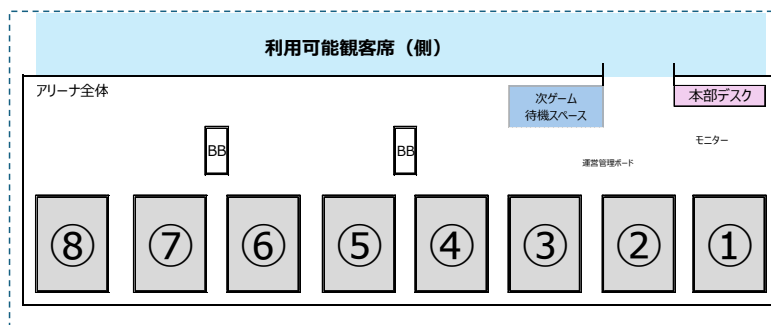 利用可能観客席（側）
アリーナ全体
次ゲーム
待機スペース
本部デスク
モニター
BB
BB
運営管理ボード
⑧ ⑦ ⑥ ⑤ ④ ③ ② ①